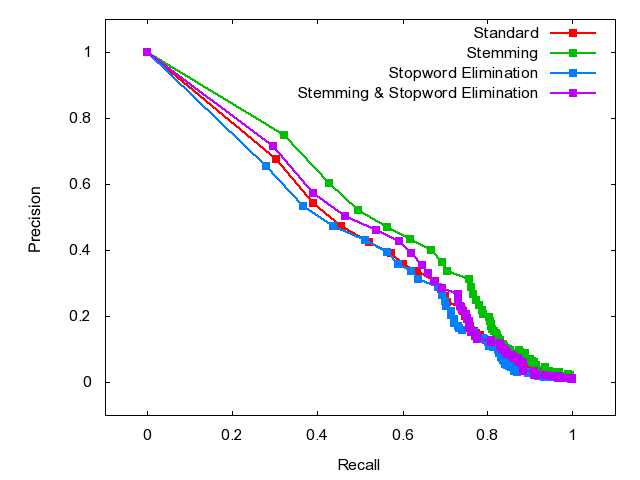 Standard
Stemming
Stopword Elimination
Stemming & Stopword Elimination
1
0.8
0.6
0.4
0.2
0
Precision
0 0.2 0.4 0.6 0.8 1
Recall